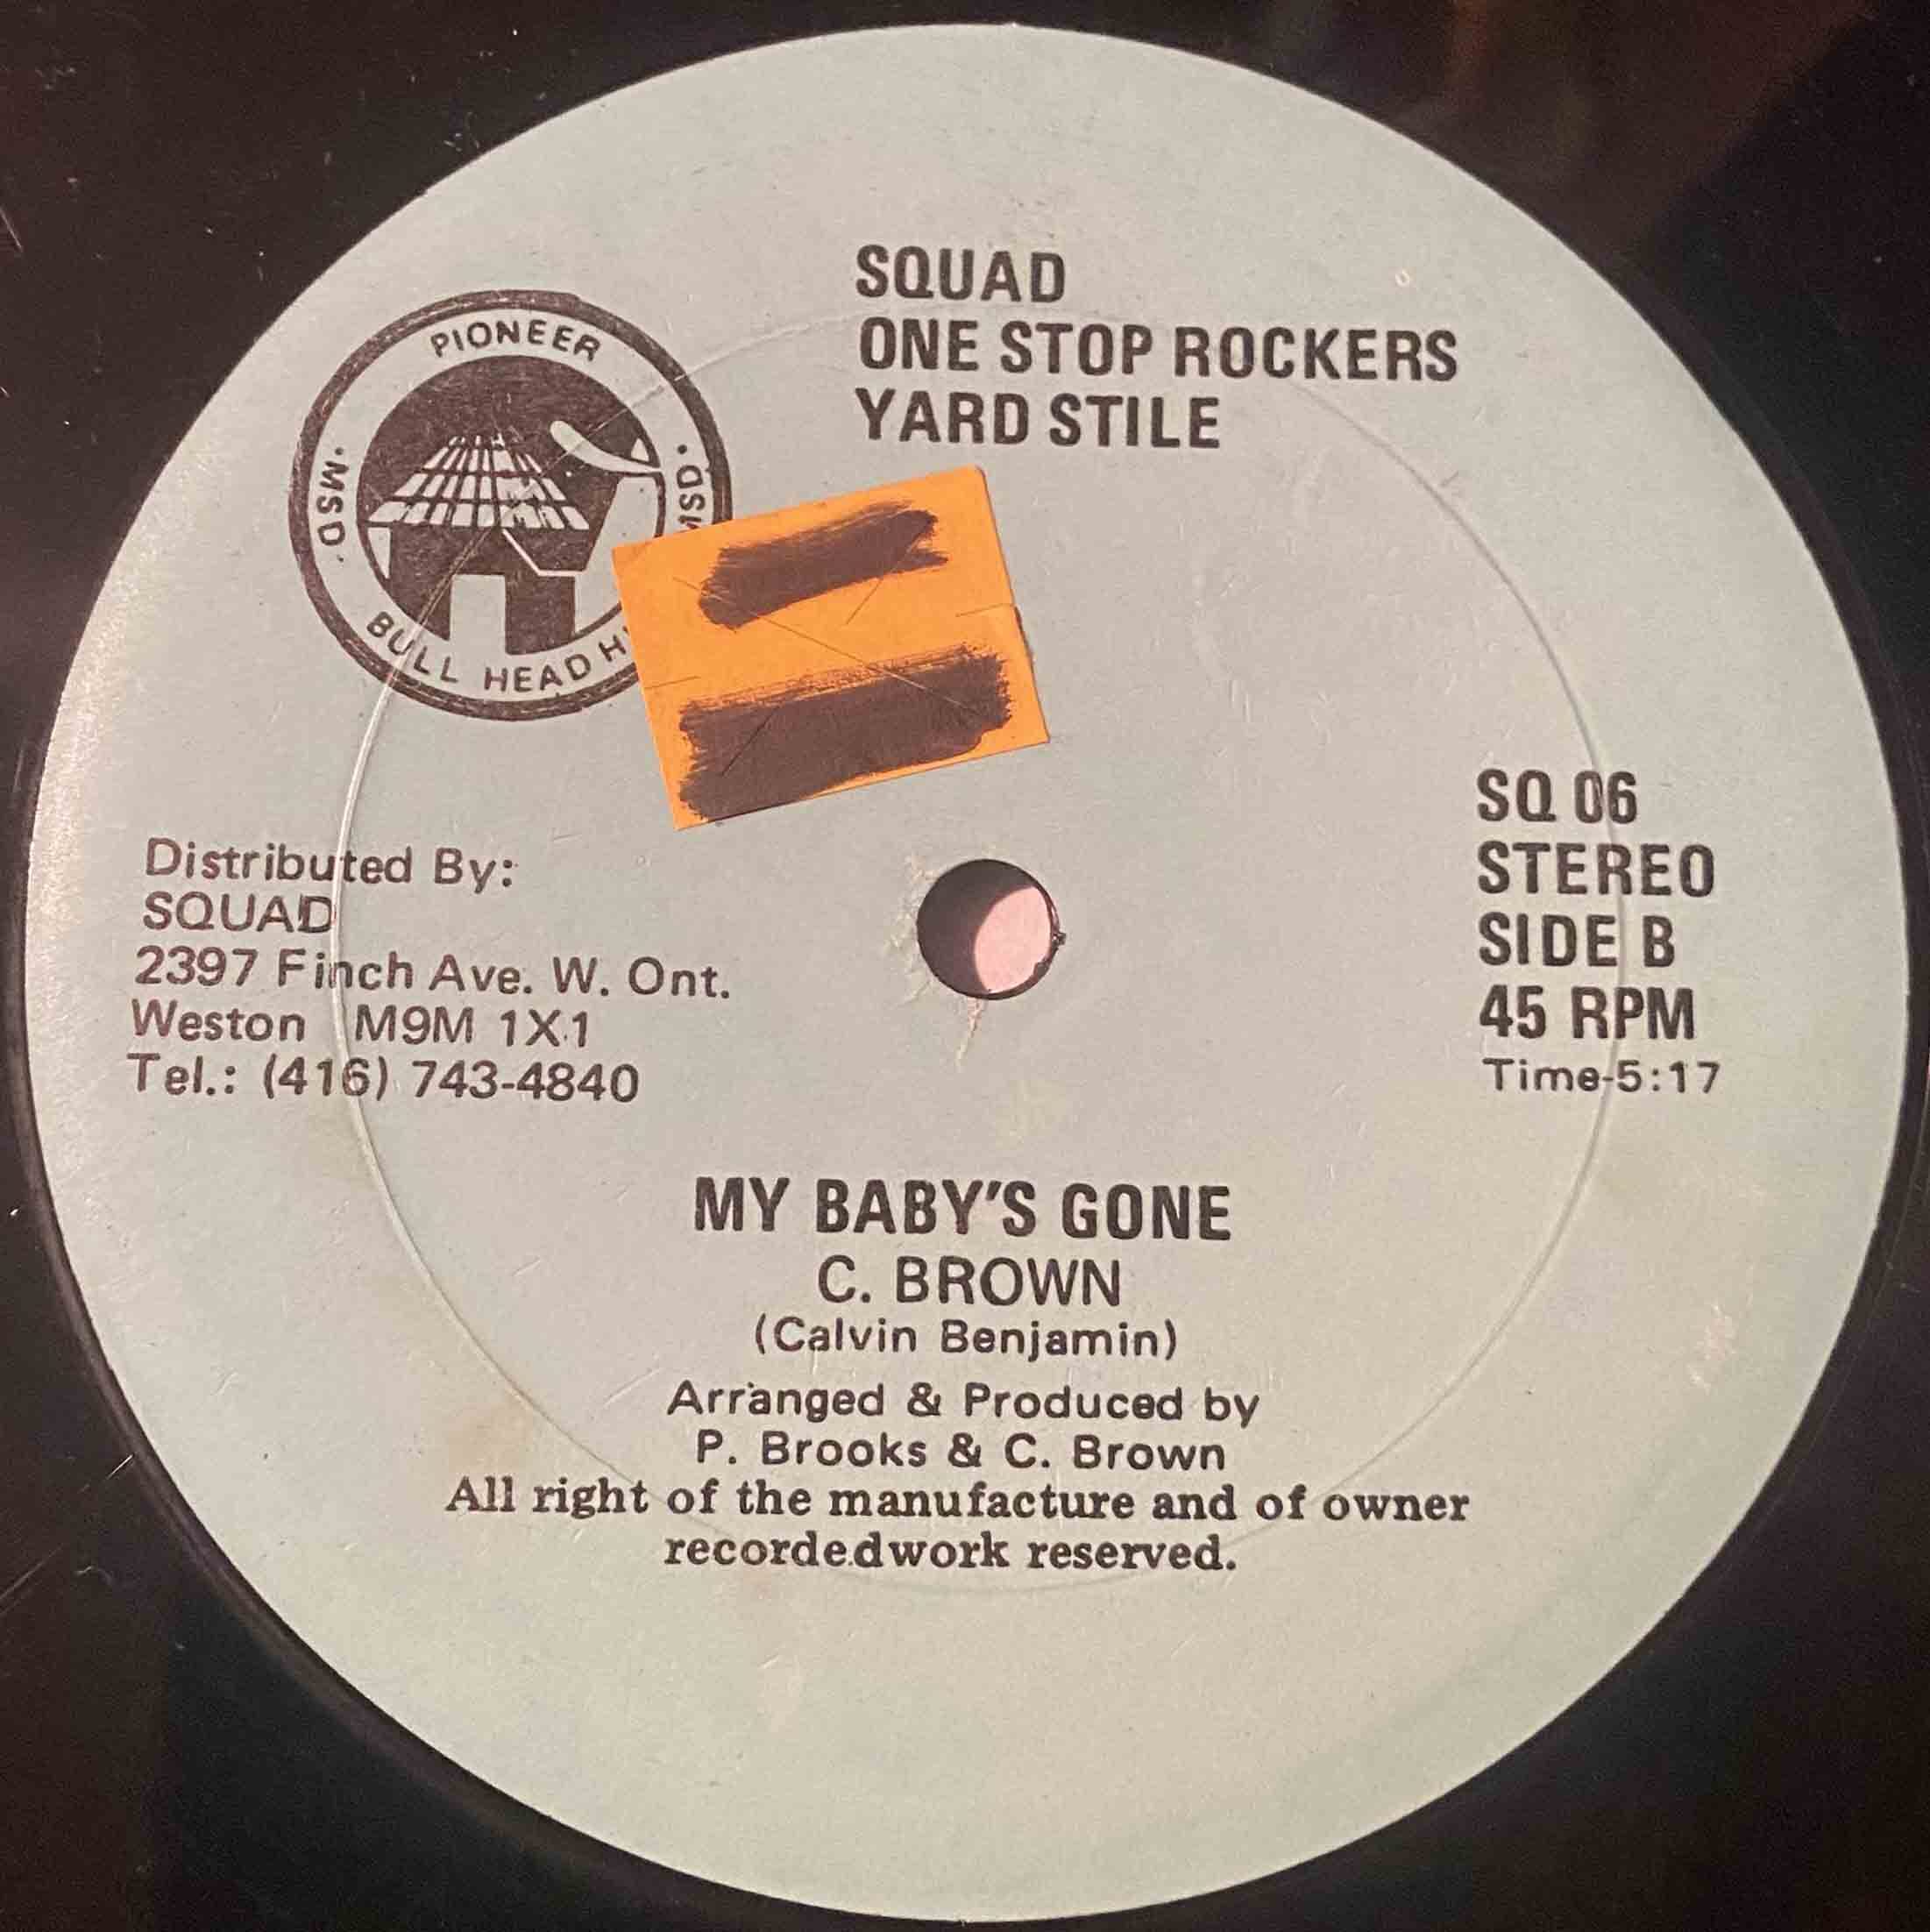 SQUAD
ONE STOP ROCKERS
YARD STILE
PIONEER
·MSD·
BULL HEAD
Distributed By:
SQUAD
2397 Finch Ave. W. Ont.
Weston M9M 1X1
Tel.: (416) 743-4840
SQ 06
STEREO
SIDE B
45 RPM
Time-5:17
MY BABY'S GONE
C. BROWN
(Calvin Benjamin)
Arranged & Produced by
P. Brooks & C. Brown
All right of the manufacture and of owner
recordedwork reserved.